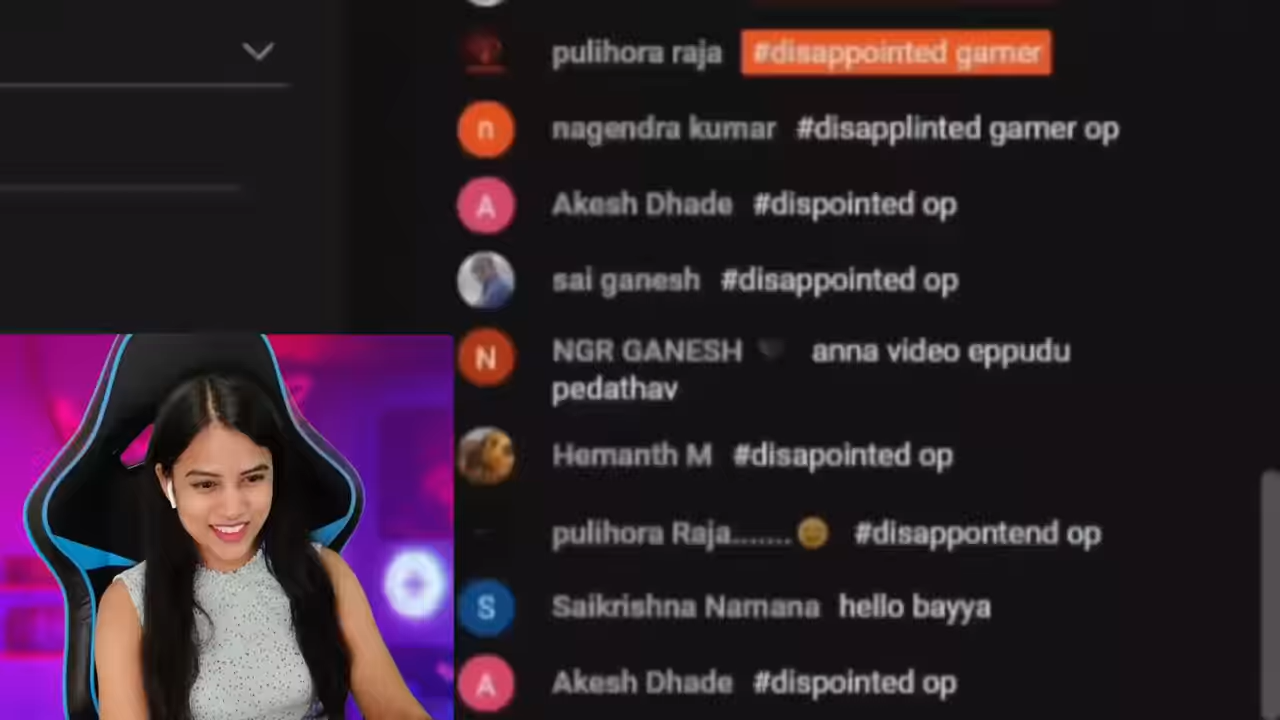 pulihora raja #disappointed gamer
n nagendra kumar #disapplinted gamer op
A Akesh Dhade #dispointed op
sai ganesh #disappointed op
N NGR GANESH anna video eppudu
pedathav
Hemanth M #disapointed op
pulihora Raja....... #disappontend op
S Saikrishna Namana hello bayya
A Akesh Dhade #dispointed op